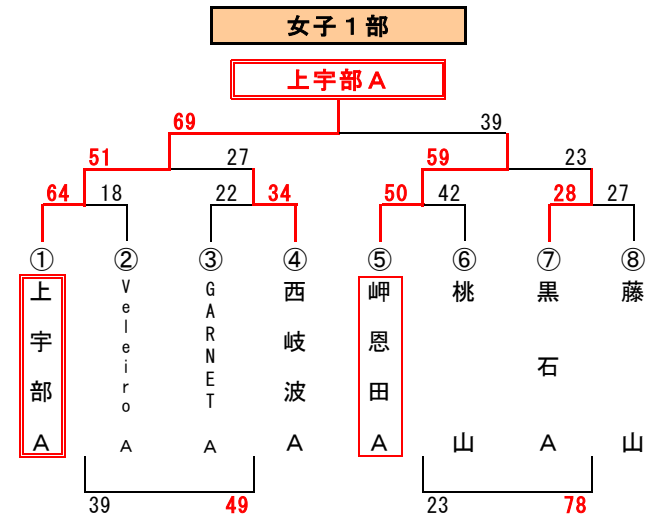 女子１部
上宇部Ａ
69 39
51 27 59 23
64 18 22 34 50 42 28 27
① ② ③ ④ ⑤ ⑥ ⑦ ⑧
上宇部Ａ
VeleiroＡ
GARNETＡ
西岐波Ａ
岬恩田Ａ
桃山
黒石Ａ
藤山
39 49 23 78